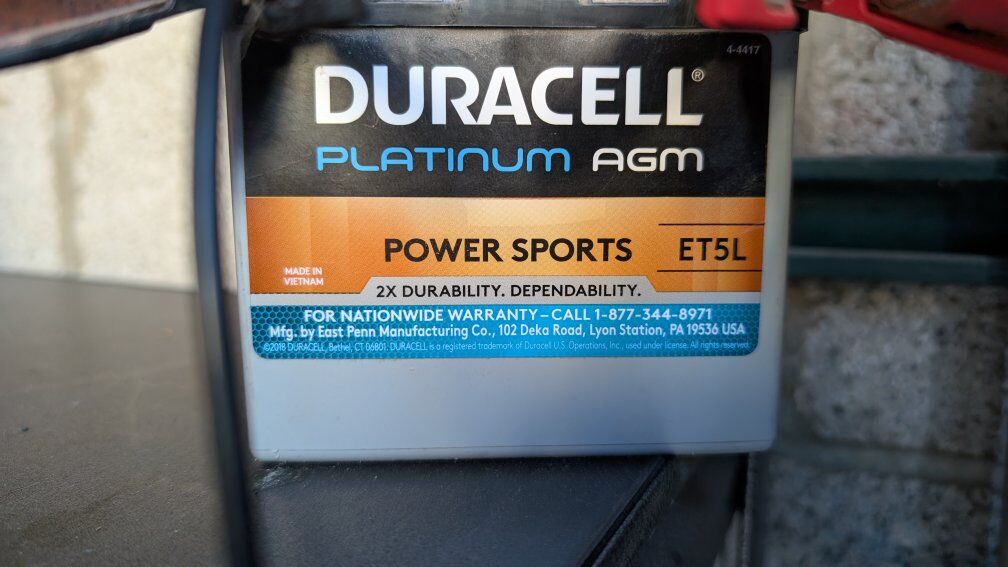 4-4417
DURACELL®
PLATINUM AGM
POWER SPORTS
ET5L
MADE IN
VIETNAM
2X DURABILITY. DEPENDABILITY.
FOR NATIONWIDE WARRANTY – CALL 1-877-344-8971
Mfg. by East Penn Manufacturing Co., 102 Deka Road, Lyon Station, PA 19536 USA
©2018 DURACELL, Bethel, CT 06801. DURACELL is a registered trademark of Duracell U.S. Operations, Inc., used under license. All rights reserved.